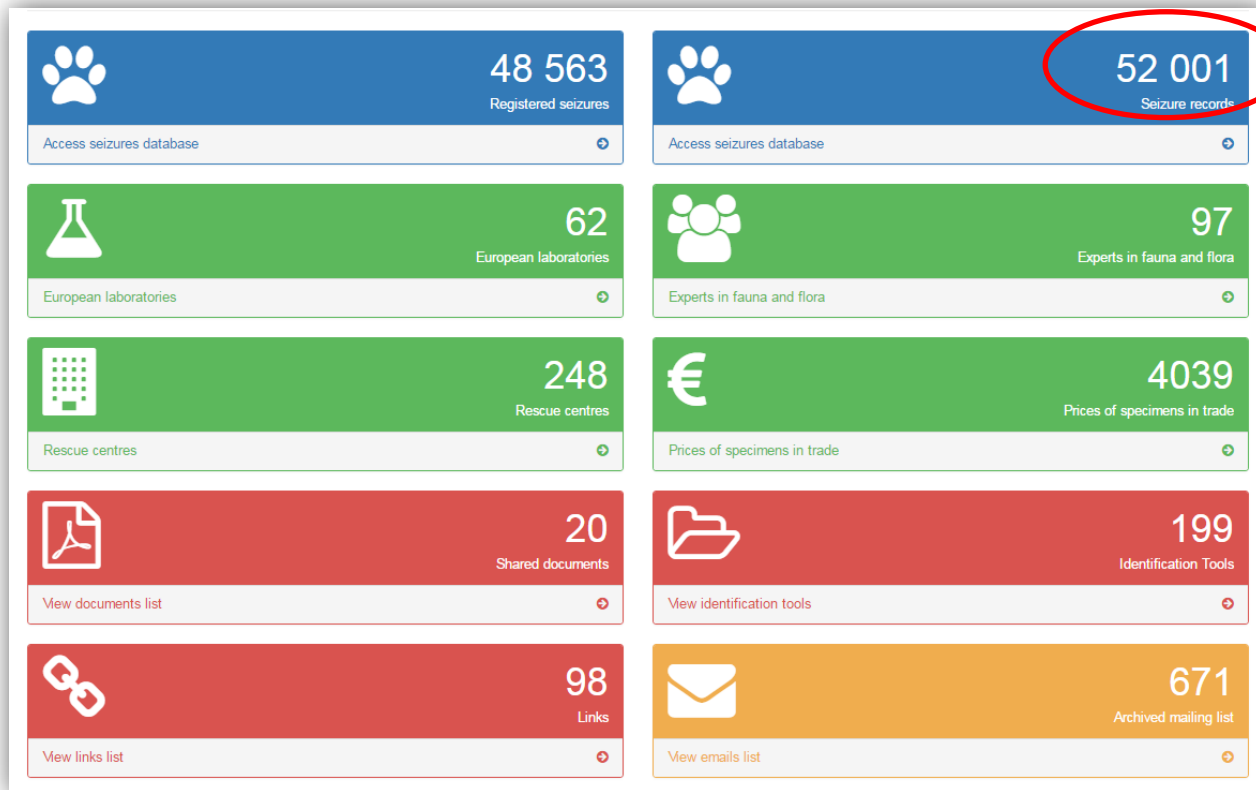 48 563
Registered seizures
Access seizures database
52 001
Seizure records
Access seizures database
62
European laboratories
European laboratories
97
Experts in fauna and flora
Experts in fauna and flora
248
Rescue centres
Rescue centres
4039
Prices of specimens in trade
Prices of specimens in trade
20
Shared documents
View documents list
199
Identification Tools
View identification tools
98
Links
View links list
671
Archived mailing list
View emails list